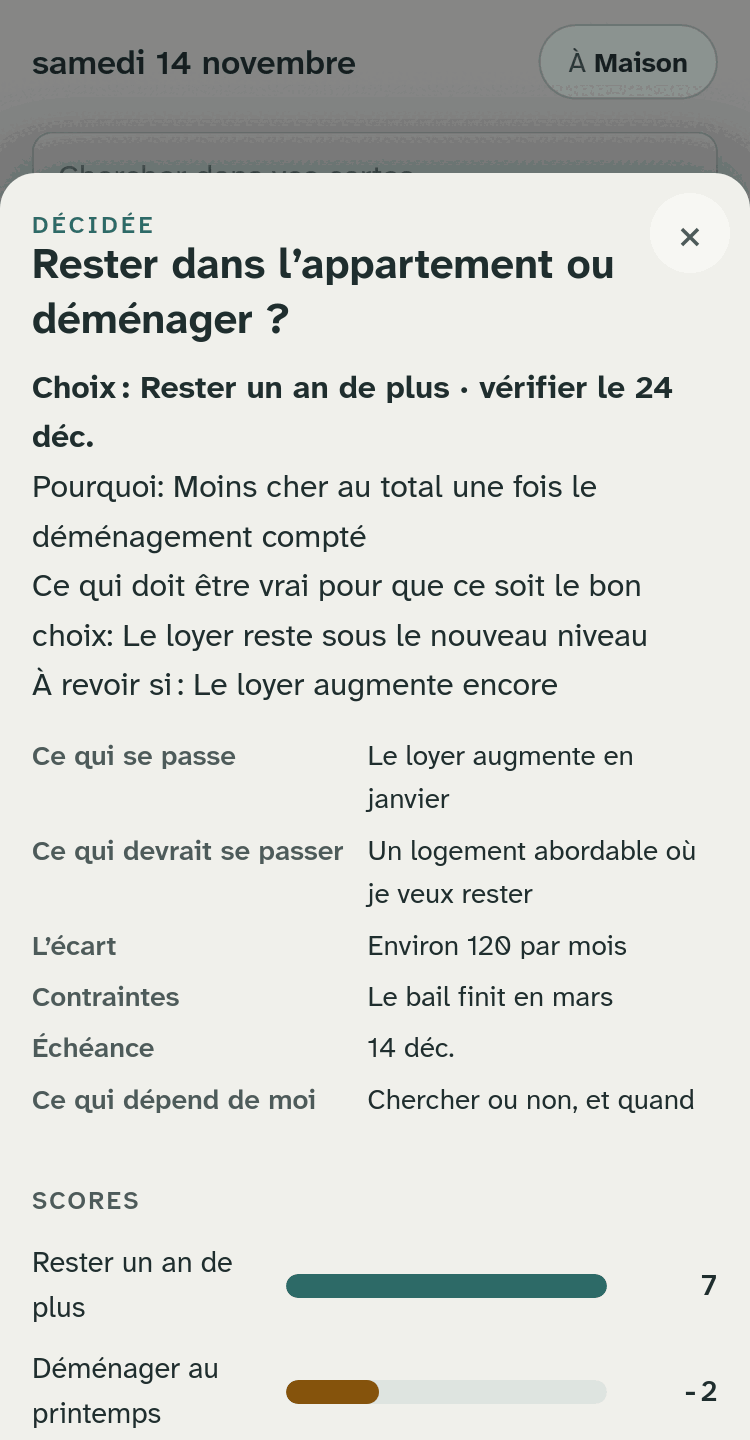 samedi 14 novembre
À Maison
Chercher dans vos cartes
DÉCIDÉE
×
Rester dans l’appartement ou
déménager ?
Choix : Rester un an de plus · vérifier le 24
déc.
Pourquoi: Moins cher au total une fois le
déménagement compté
Ce qui doit être vrai pour que ce soit le bon
choix: Le loyer reste sous le nouveau niveau
À revoir si : Le loyer augmente encore
Ce qui se passe Le loyer augmente en
janvier
Ce qui devrait se passer Un logement abordable où
je veux rester
L’écart Environ 120 par mois
Contraintes Le bail finit en mars
Échéance 14 déc.
Ce qui dépend de moi Chercher ou non, et quand
SCORES
Rester un an de
plus
7
Déménager au
printemps
-2